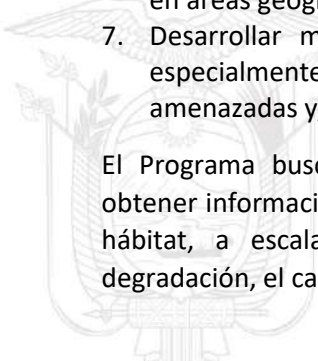 en áreas geogr
7. Desarrollar m
especialmente
amenazadas y
El Programa busc
obtener informaci
hábitat, a escala
degradación, el ca